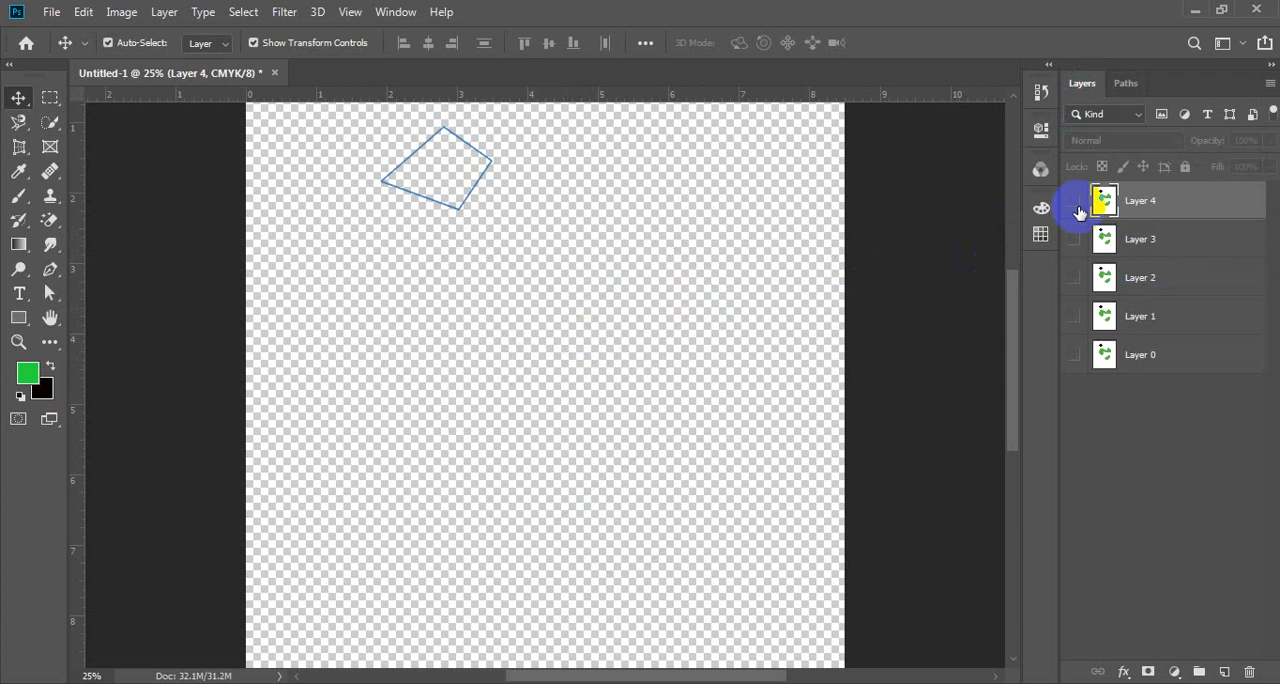 Ps File Edit Image Layer Type Select Filter 3D View Window Help
Auto-Select: Layer Show Transform Controls 3D Mode:
Untitled-1 @ 25% (Layer 4, CMYK/8) * ×
2 1 0 1 2 3 4 5 6 7 8 9 10
1
2
3
4
5
6
7
8
Layers Paths
Kind
Normal Opacity: 100%
Lock: Fill: 100%
Layer 4
Layer 3
Layer 2
Layer 1
Layer 0
25% Doc: 32.1M/31.2M
fx